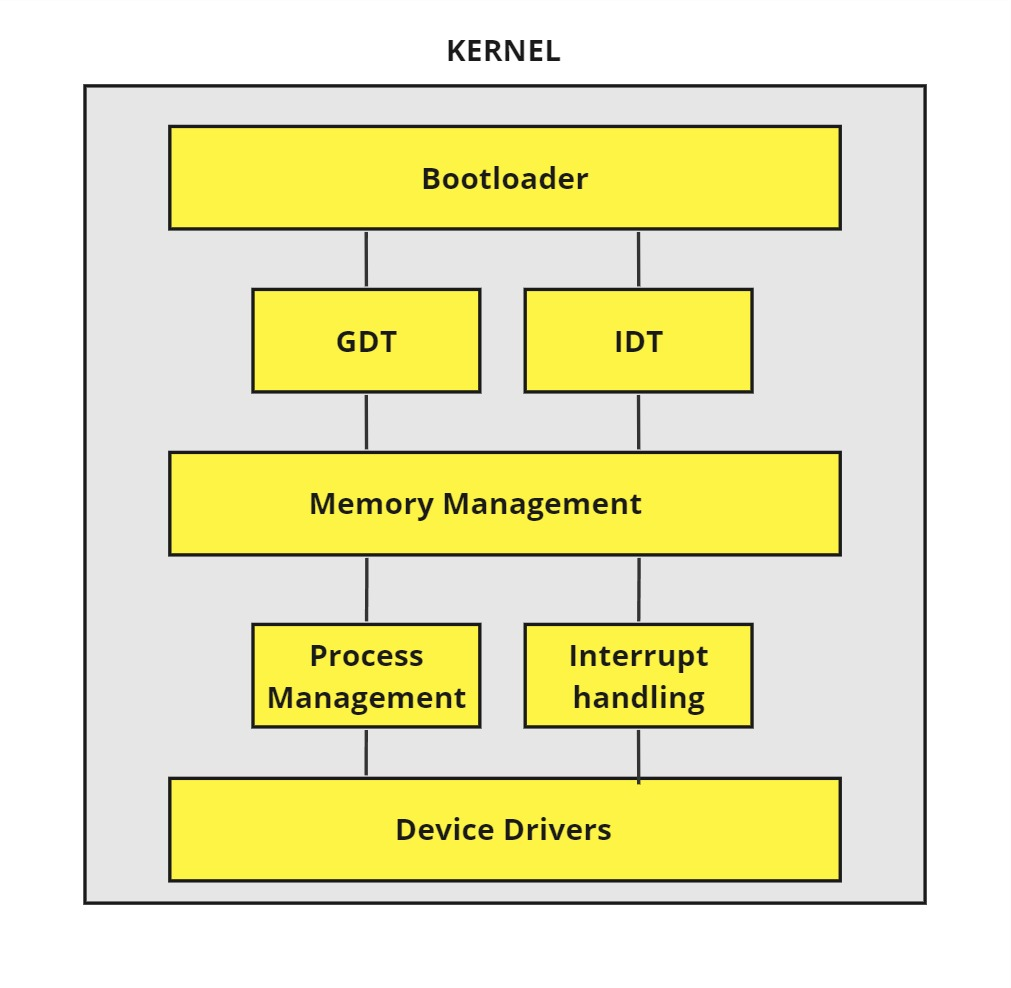 KERNEL
Bootloader
GDT
IDT
Memory Management
Process
Management
Interrupt
handling
Device Drivers